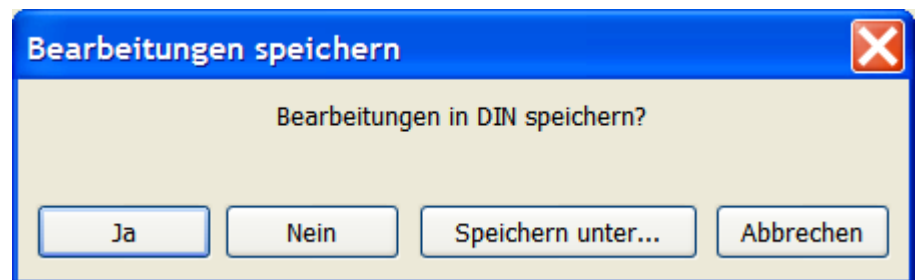 Bearbeitungen speichern
Bearbeitungen in DIN speichern?
Ja Nein Speichern unter... Abbrechen